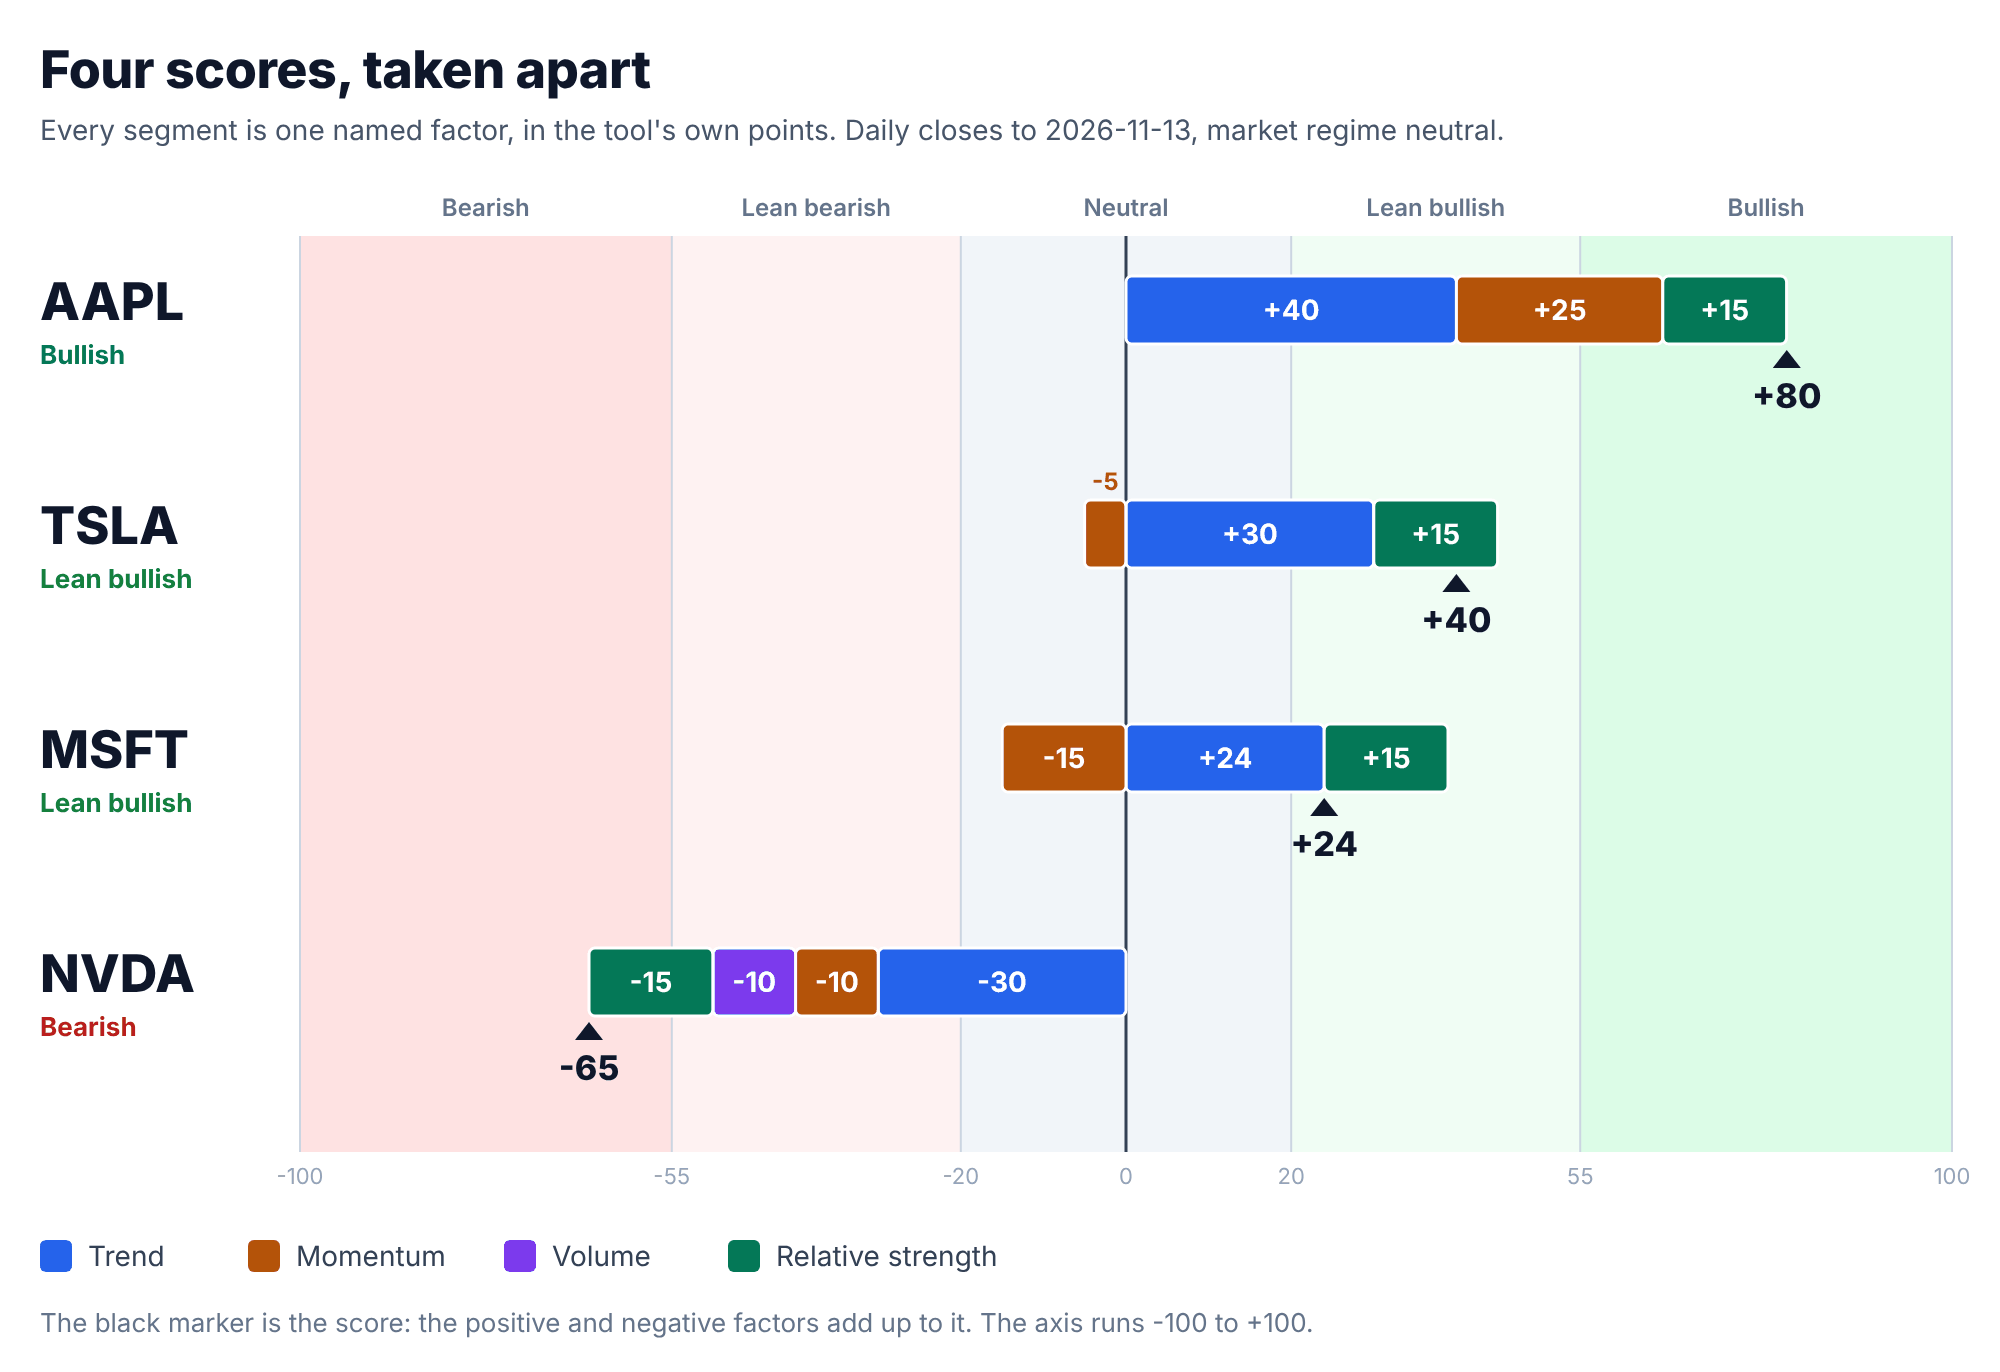 Four scores, taken apart
Every segment is one named factor, in the tool's own points. Daily closes to 2026-11-13, market regime neutral.
Bearish Lean bearish Neutral Lean bullish Bullish
AAPL
Bullish
+40 +25 +15
+80
TSLA
Lean bullish
-5
+30 +15
+40
MSFT
Lean bullish
-15 +24 +15
+24
NVDA
Bearish
-15 -10 -10 -30
-65
-100 -55 -20 0 20 55 100
Trend Momentum Volume Relative strength
The black marker is the score: the positive and negative factors add up to it. The axis runs -100 to +100.